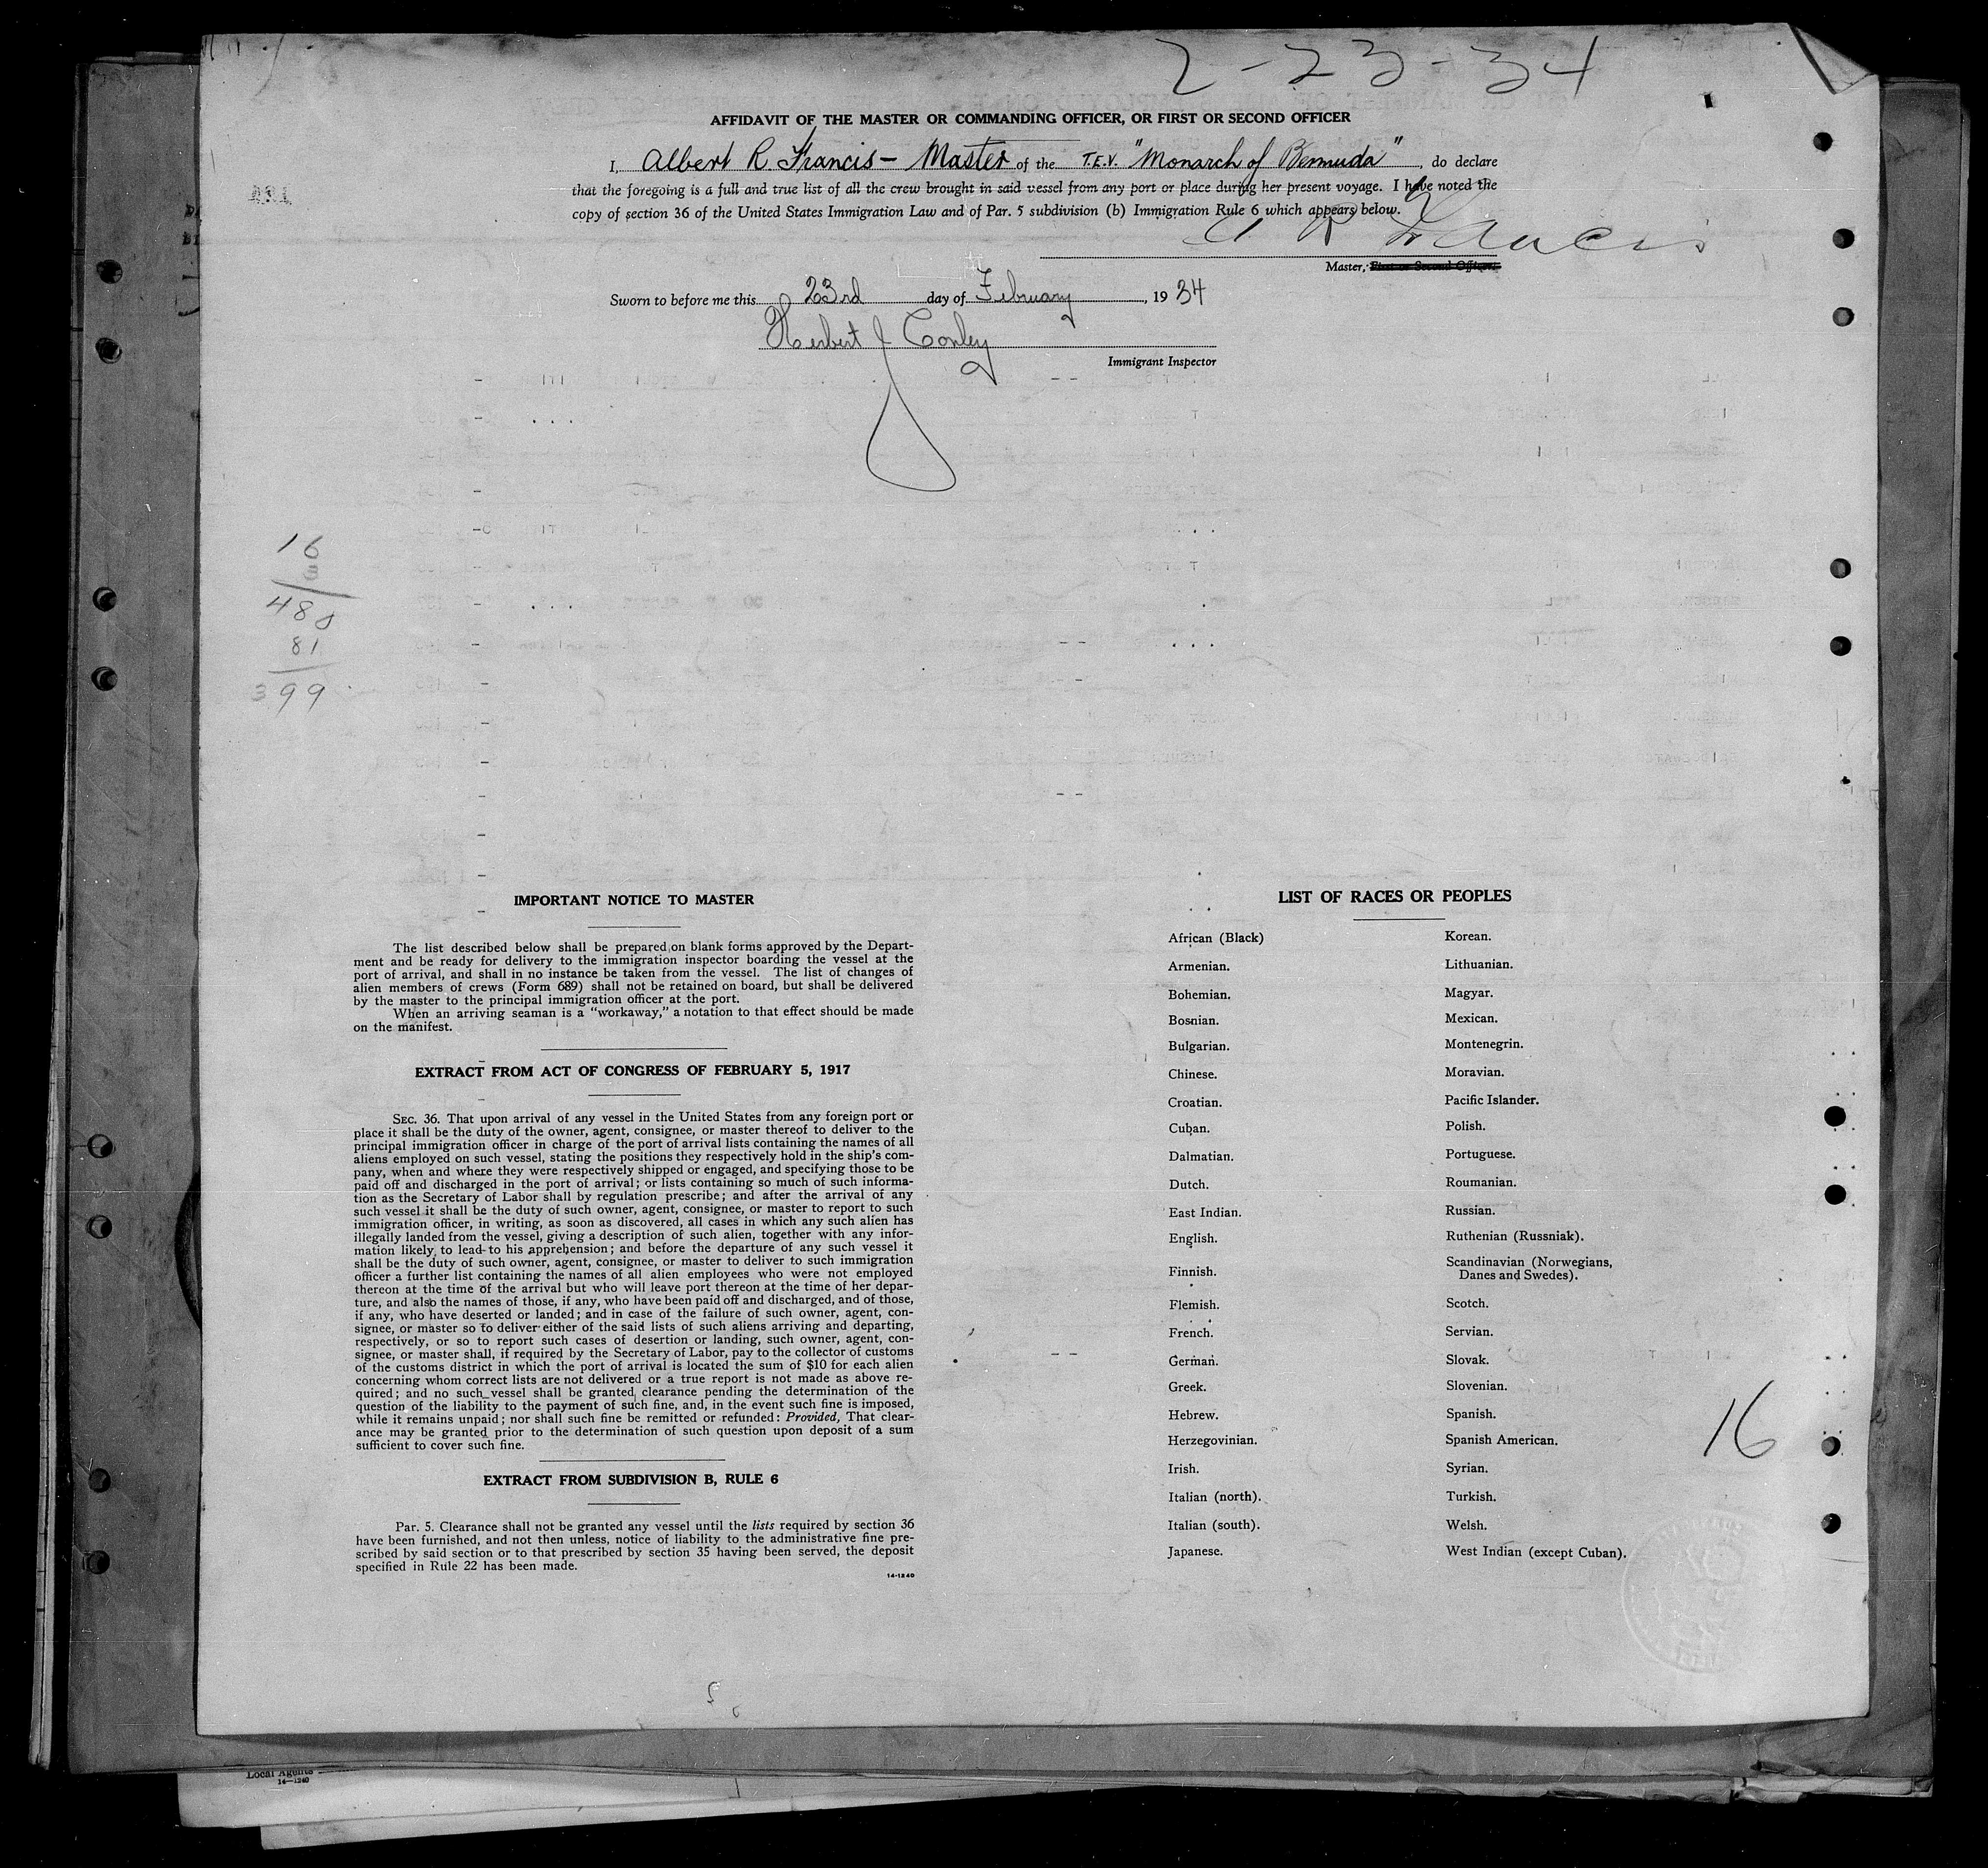 2-23-34
AFFIDAVIT OF THE MASTER OR COMMANDING OFFICER, OR FIRST OR SECOND OFFICER
I, Albert R. Francis — Master of the T.E.V. "Monarch of Bermuda", do declare
that the foregoing is a full and true list of all the crew brought in said vessel from any port or place during her present voyage. I have noted the
copy of section 36 of the United States Immigration Law and of Par. 5 subdivision (b) Immigration Rule 6 which appears below.
A R Francis
Master, First or Second Officer.
Sworn to before me this 23rd day of February, 1934
Herbert J Conley
Immigrant Inspector
16
48
81
399
IMPORTANT NOTICE TO MASTER
The list described below shall be prepared on blank forms approved by the Depart-
ment and be ready for delivery to the immigration inspector boarding the vessel at the
port of arrival, and shall in no instance be taken from the vessel. The list of changes of
alien members of crews (Form 689) shall not be retained on board, but shall be delivered
by the master to the principal immigration officer at the port.
When an arriving seaman is a "workaway," a notation to that effect should be made
on the manifest.
EXTRACT FROM ACT OF CONGRESS OF FEBRUARY 5, 1917
SEC. 36. That upon arrival of any vessel in the United States from any foreign port or
place it shall be the duty of the owner, agent, consignee, or master thereof to deliver to the
principal immigration officer in charge of the port of arrival lists containing the names of all
aliens employed on such vessel, stating the positions they respectively hold in the ship's com-
pany, when and where they were respectively shipped or engaged, and specifying those to be
paid off and discharged in the port of arrival; or lists containing so much of such informa-
tion as the Secretary of Labor shall by regulation prescribe; and after the arrival of any
such vessel it shall be the duty of such owner, agent, consignee, or master to report to such
immigration officer, in writing, as soon as discovered, all cases in which any such alien has
illegally landed from the vessel, giving a description of such alien, together with any infor-
mation likely to lead to his apprehension; and before the departure of any such vessel it
shall be the duty of such owner, agent, consignee, or master to deliver to such immigration
officer a further list containing the names of all alien employees who were not employed
thereon at the time of the arrival but who will leave port thereon at the time of her depar-
ture, and also the names of those, if any, who have been paid off and discharged, and of those,
if any, who have deserted or landed; and in case of the failure of such owner, agent, con-
signee, or master so to deliver either of the said lists of such aliens arriving and departing,
respectively, or so to report such cases of desertion or landing, such owner, agent, con-
signee, or master shall, if required by the Secretary of Labor, pay to the collector of customs
of the customs district in which the port of arrival is located the sum of $10 for each alien
concerning whom correct lists are not delivered or a true report is not made as above re-
quired; and no such vessel shall be granted clearance pending the determination of the
question of the liability to the payment of such fine, and, in the event such fine is imposed,
while it remains unpaid; nor shall such fine be remitted or refunded: Provided, That clear-
ance may be granted prior to the determination of such question upon deposit of a sum
sufficient to cover such fine.
EXTRACT FROM SUBDIVISION B, RULE 6
Par. 5. Clearance shall not be granted any vessel until the lists required by section 36
have been furnished, and not then unless, notice of liability to the administrative fine pre-
scribed by said section or to that prescribed by section 35 having been served, the deposit
specified in Rule 22 has been made.
14-1240
LIST OF RACES OR PEOPLES
African (Black)
Armenian.
Bohemian.
Bosnian.
Bulgarian.
Chinese.
Croatian.
Cuban.
Dalmatian.
Dutch.
East Indian.
English.
Finnish.
Flemish.
French.
German.
Greek.
Hebrew.
Herzegovinian.
Irish.
Italian (north).
Italian (south).
Japanese.
Korean.
Lithuanian.
Magyar.
Mexican.
Montenegrin.
Moravian.
Pacific Islander.
Polish.
Portuguese.
Roumanian.
Russian.
Ruthenian (Russniak).
Scandinavian (Norwegians,
Danes and Swedes).
Scotch.
Servian.
Slovak.
Slovenian.
Spanish.
Spanish American.
Syrian.
Turkish.
Welsh.
West Indian (except Cuban).
16
Local Agents
14-1240